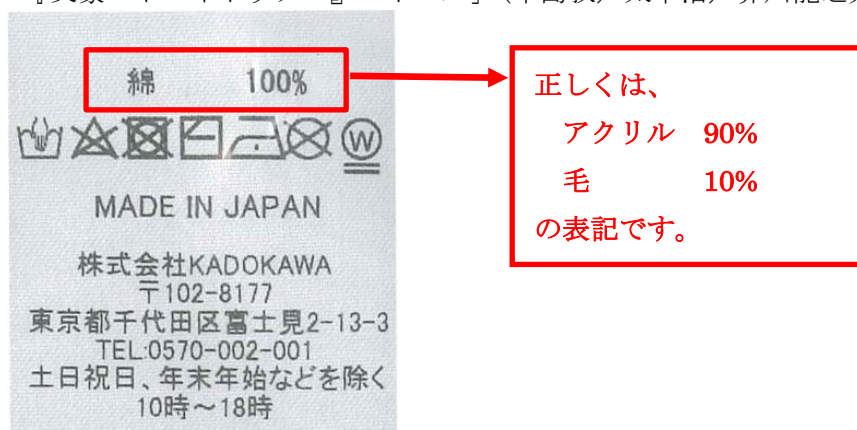 綿 100%
MADE IN JAPAN
株式会社KADOKAWA
〒102-8177
東京都千代田区富士見2-13-3
TEL:0570-002-001
土日祝日、年末年始などを除く
10時～18時
正しくは、
アクリル 90%
毛 10%
の表記です。